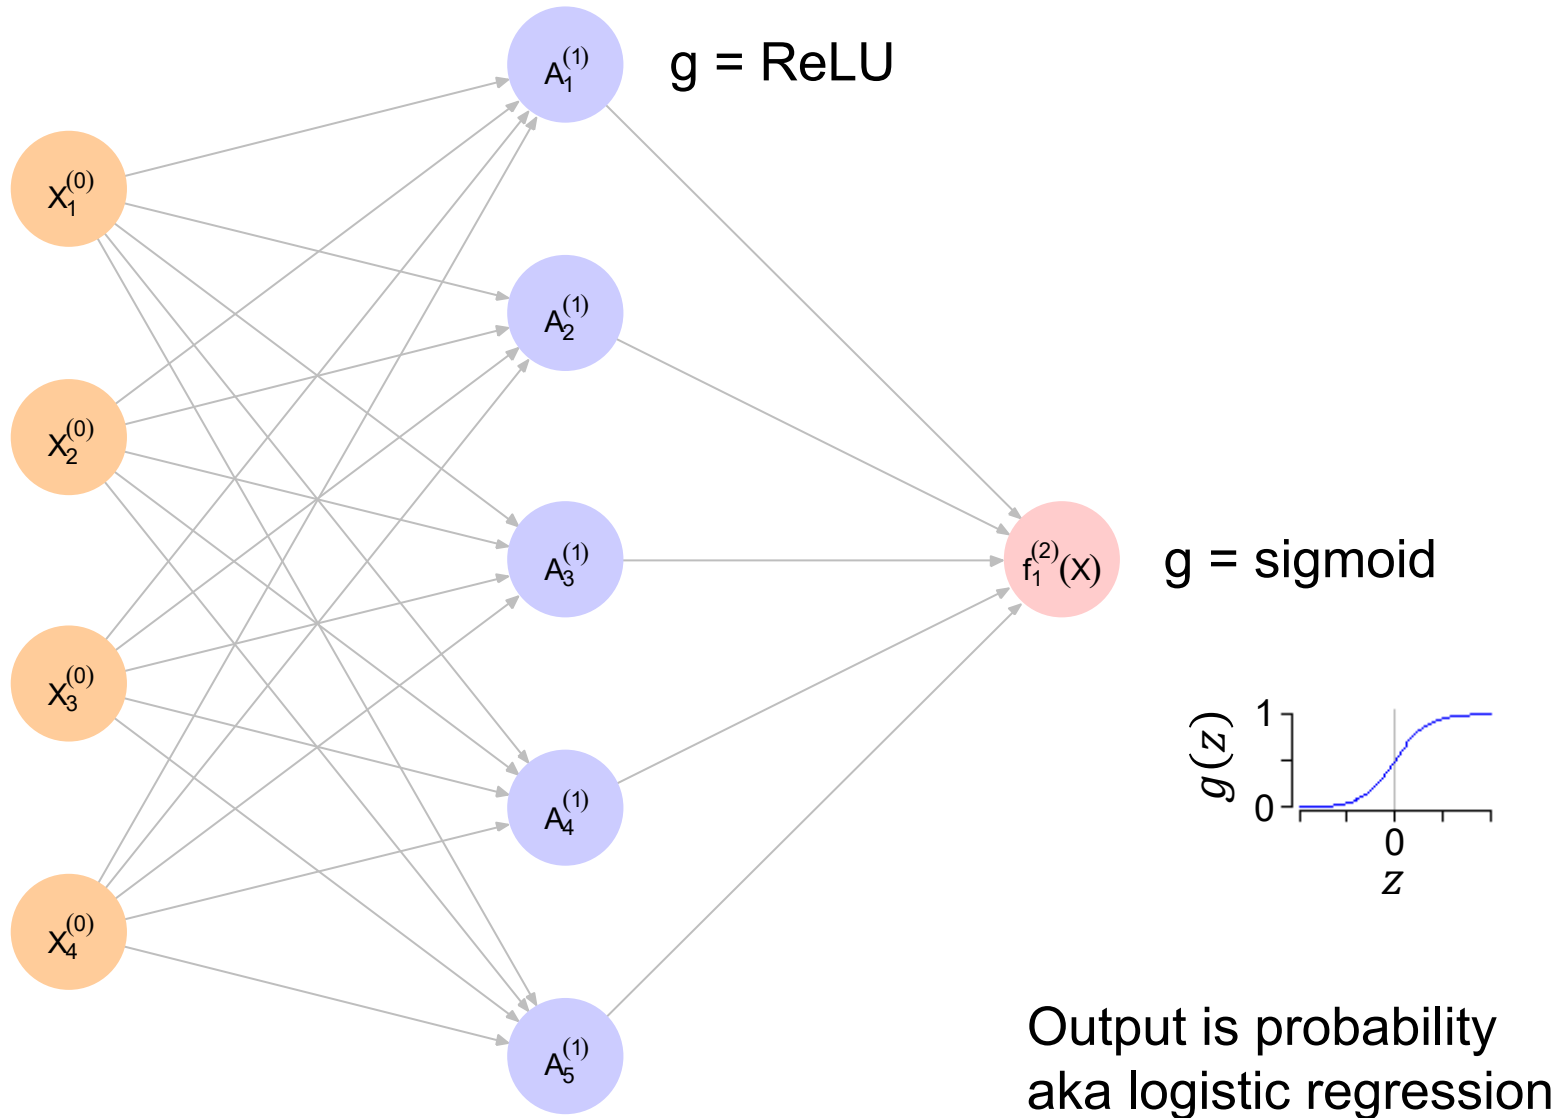 A₁⁽¹⁾
g = ReLU
X₁⁽⁰⁾
A₂⁽¹⁾
X₂⁽⁰⁾
A₃⁽¹⁾
f₁⁽²⁾(X)
g = sigmoid
X₃⁽⁰⁾
g(z)
1
0
0
z
A₄⁽¹⁾
X₄⁽⁰⁾
A₅⁽¹⁾
Output is probability
aka logistic regression